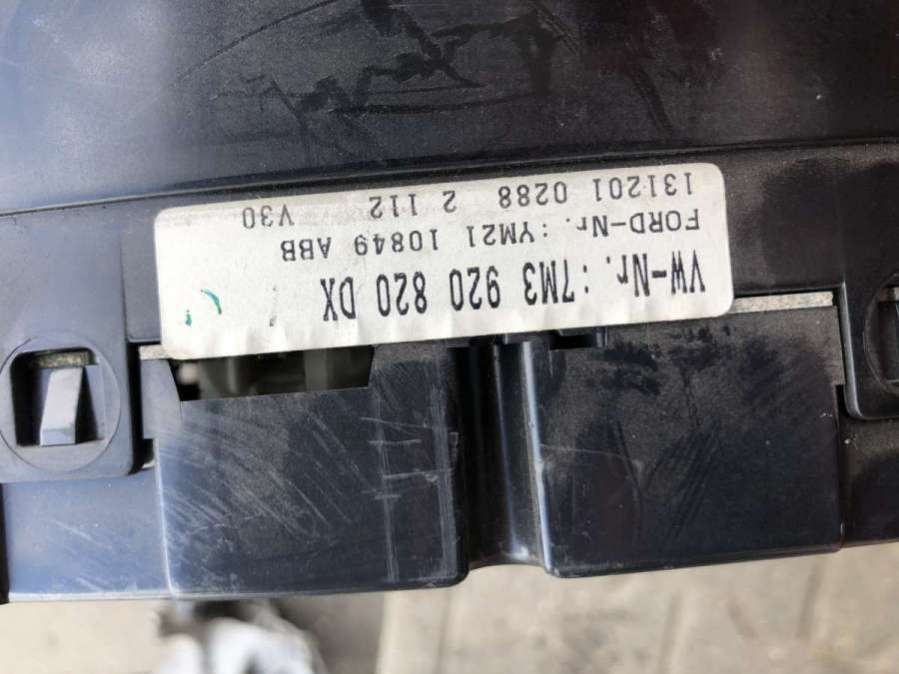 VW-Nr.:7M3 920 820 DX
FORD-Nr.:YM21 10849 ABB
131201 0288 2 112 V30